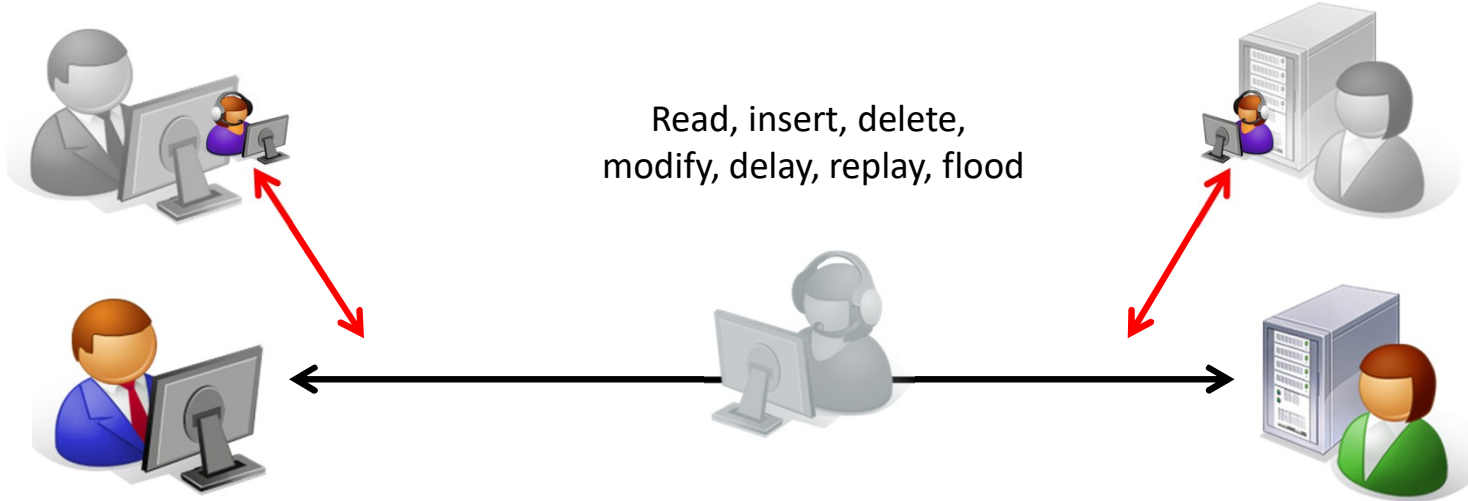 Read, insert, delete,
modify, delay, replay, flood